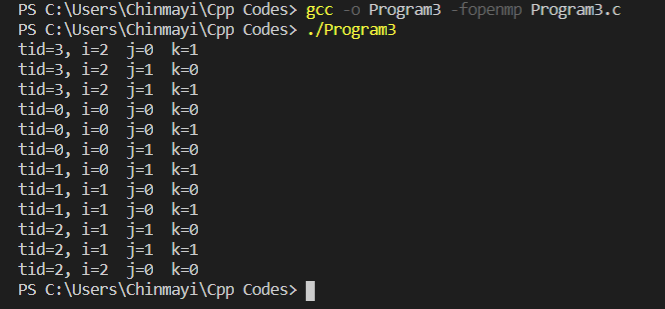 PS C:\Users\Chinmayi\Cpp Codes> gcc -o Program3 -fopenmp Program3.c
PS C:\Users\Chinmayi\Cpp Codes> ./Program3
tid=3, i=2  j=0  k=1
tid=3, i=2  j=1  k=0
tid=3, i=2  j=1  k=1
tid=0, i=0  j=0  k=0
tid=0, i=0  j=0  k=1
tid=0, i=0  j=1  k=0
tid=1, i=0  j=1  k=1
tid=1, i=1  j=0  k=0
tid=1, i=1  j=0  k=1
tid=2, i=1  j=1  k=0
tid=2, i=1  j=1  k=1
tid=2, i=2  j=0  k=0
PS C:\Users\Chinmayi\Cpp Codes>